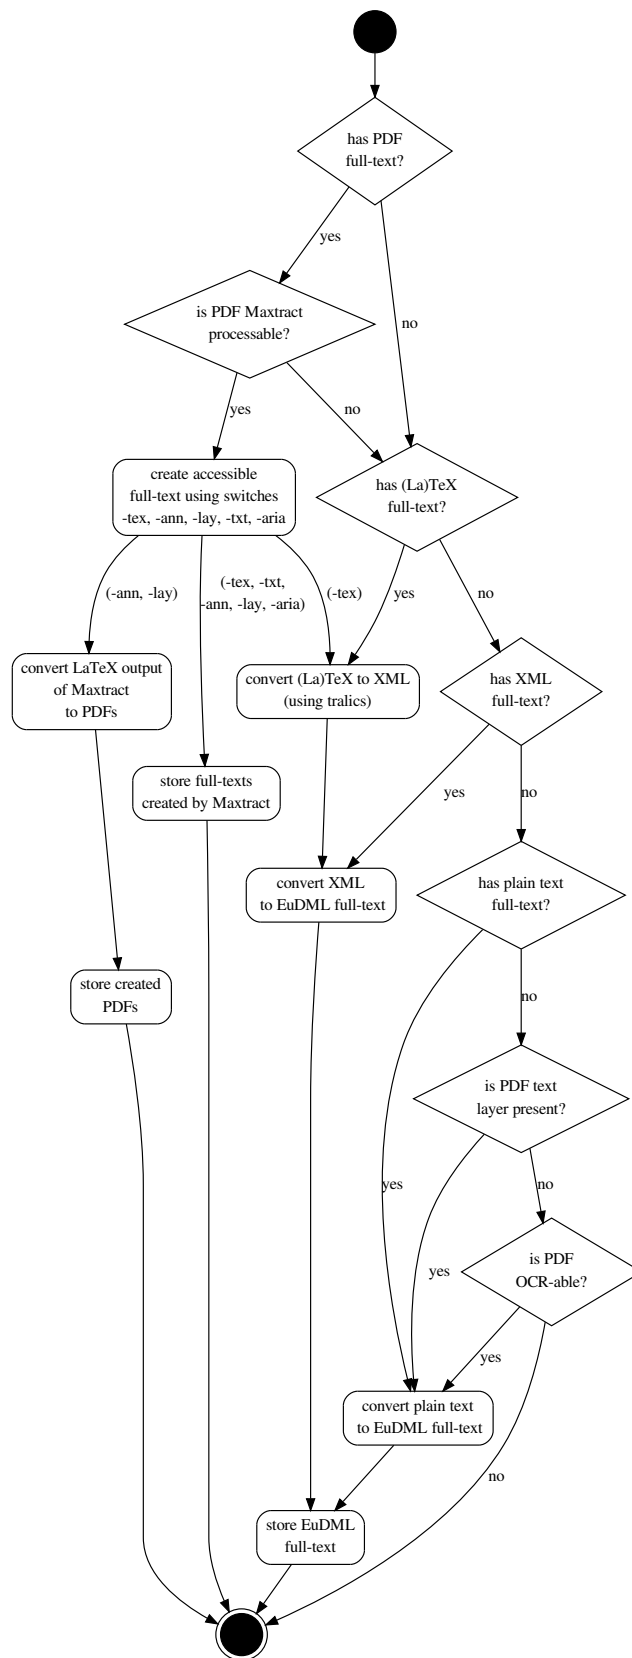 has PDF
full-text?
yes
is PDF Maxtract
processable?
no
yes
no
create accessible
full-text using switches
-tex, -ann, -lay, -txt, -aria
has (La)TeX
full-text?
(-ann, -lay)
(-tex, -txt,
-ann, -lay, -aria)
(-tex)
yes
no
convert LaTeX output
of Maxtract
to PDFs
convert (La)TeX to XML
(using tralics)
has XML
full-text?
store full-texts
created by Maxtract
yes
no
convert XML
to EuDML full-text
has plain text
full-text?
store created
PDFs
no
is PDF text
layer present?
yes
no
yes
is PDF
OCR-able?
yes
convert plain text
to EuDML full-text
no
store EuDML
full-text